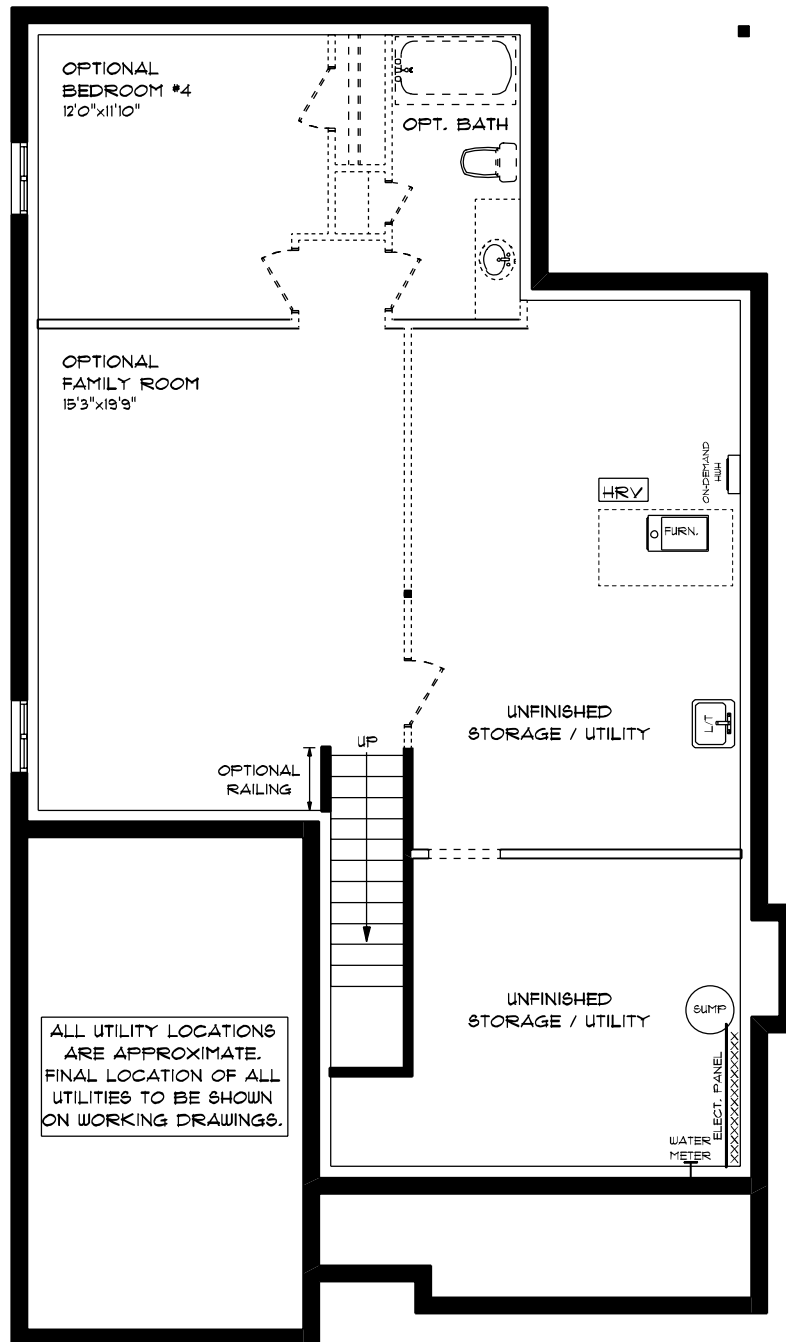 OPTIONAL
BEDROOM #4
12'0"x11'10"
OPT. BATH
OPTIONAL
FAMILY ROOM
15'3"x19'9"
ON-DEMAND
HWH
HRV
FURN.
UNFINISHED
STORAGE / UTILITY
L/T
UP
OPTIONAL
RAILING
UNFINISHED
STORAGE / UTILITY
SUMP
ELECT. PANEL
WATER
METER
ALL UTILITY LOCATIONS
ARE APPROXIMATE.
FINAL LOCATION OF ALL
UTILITIES TO BE SHOWN
ON WORKING DRAWINGS.